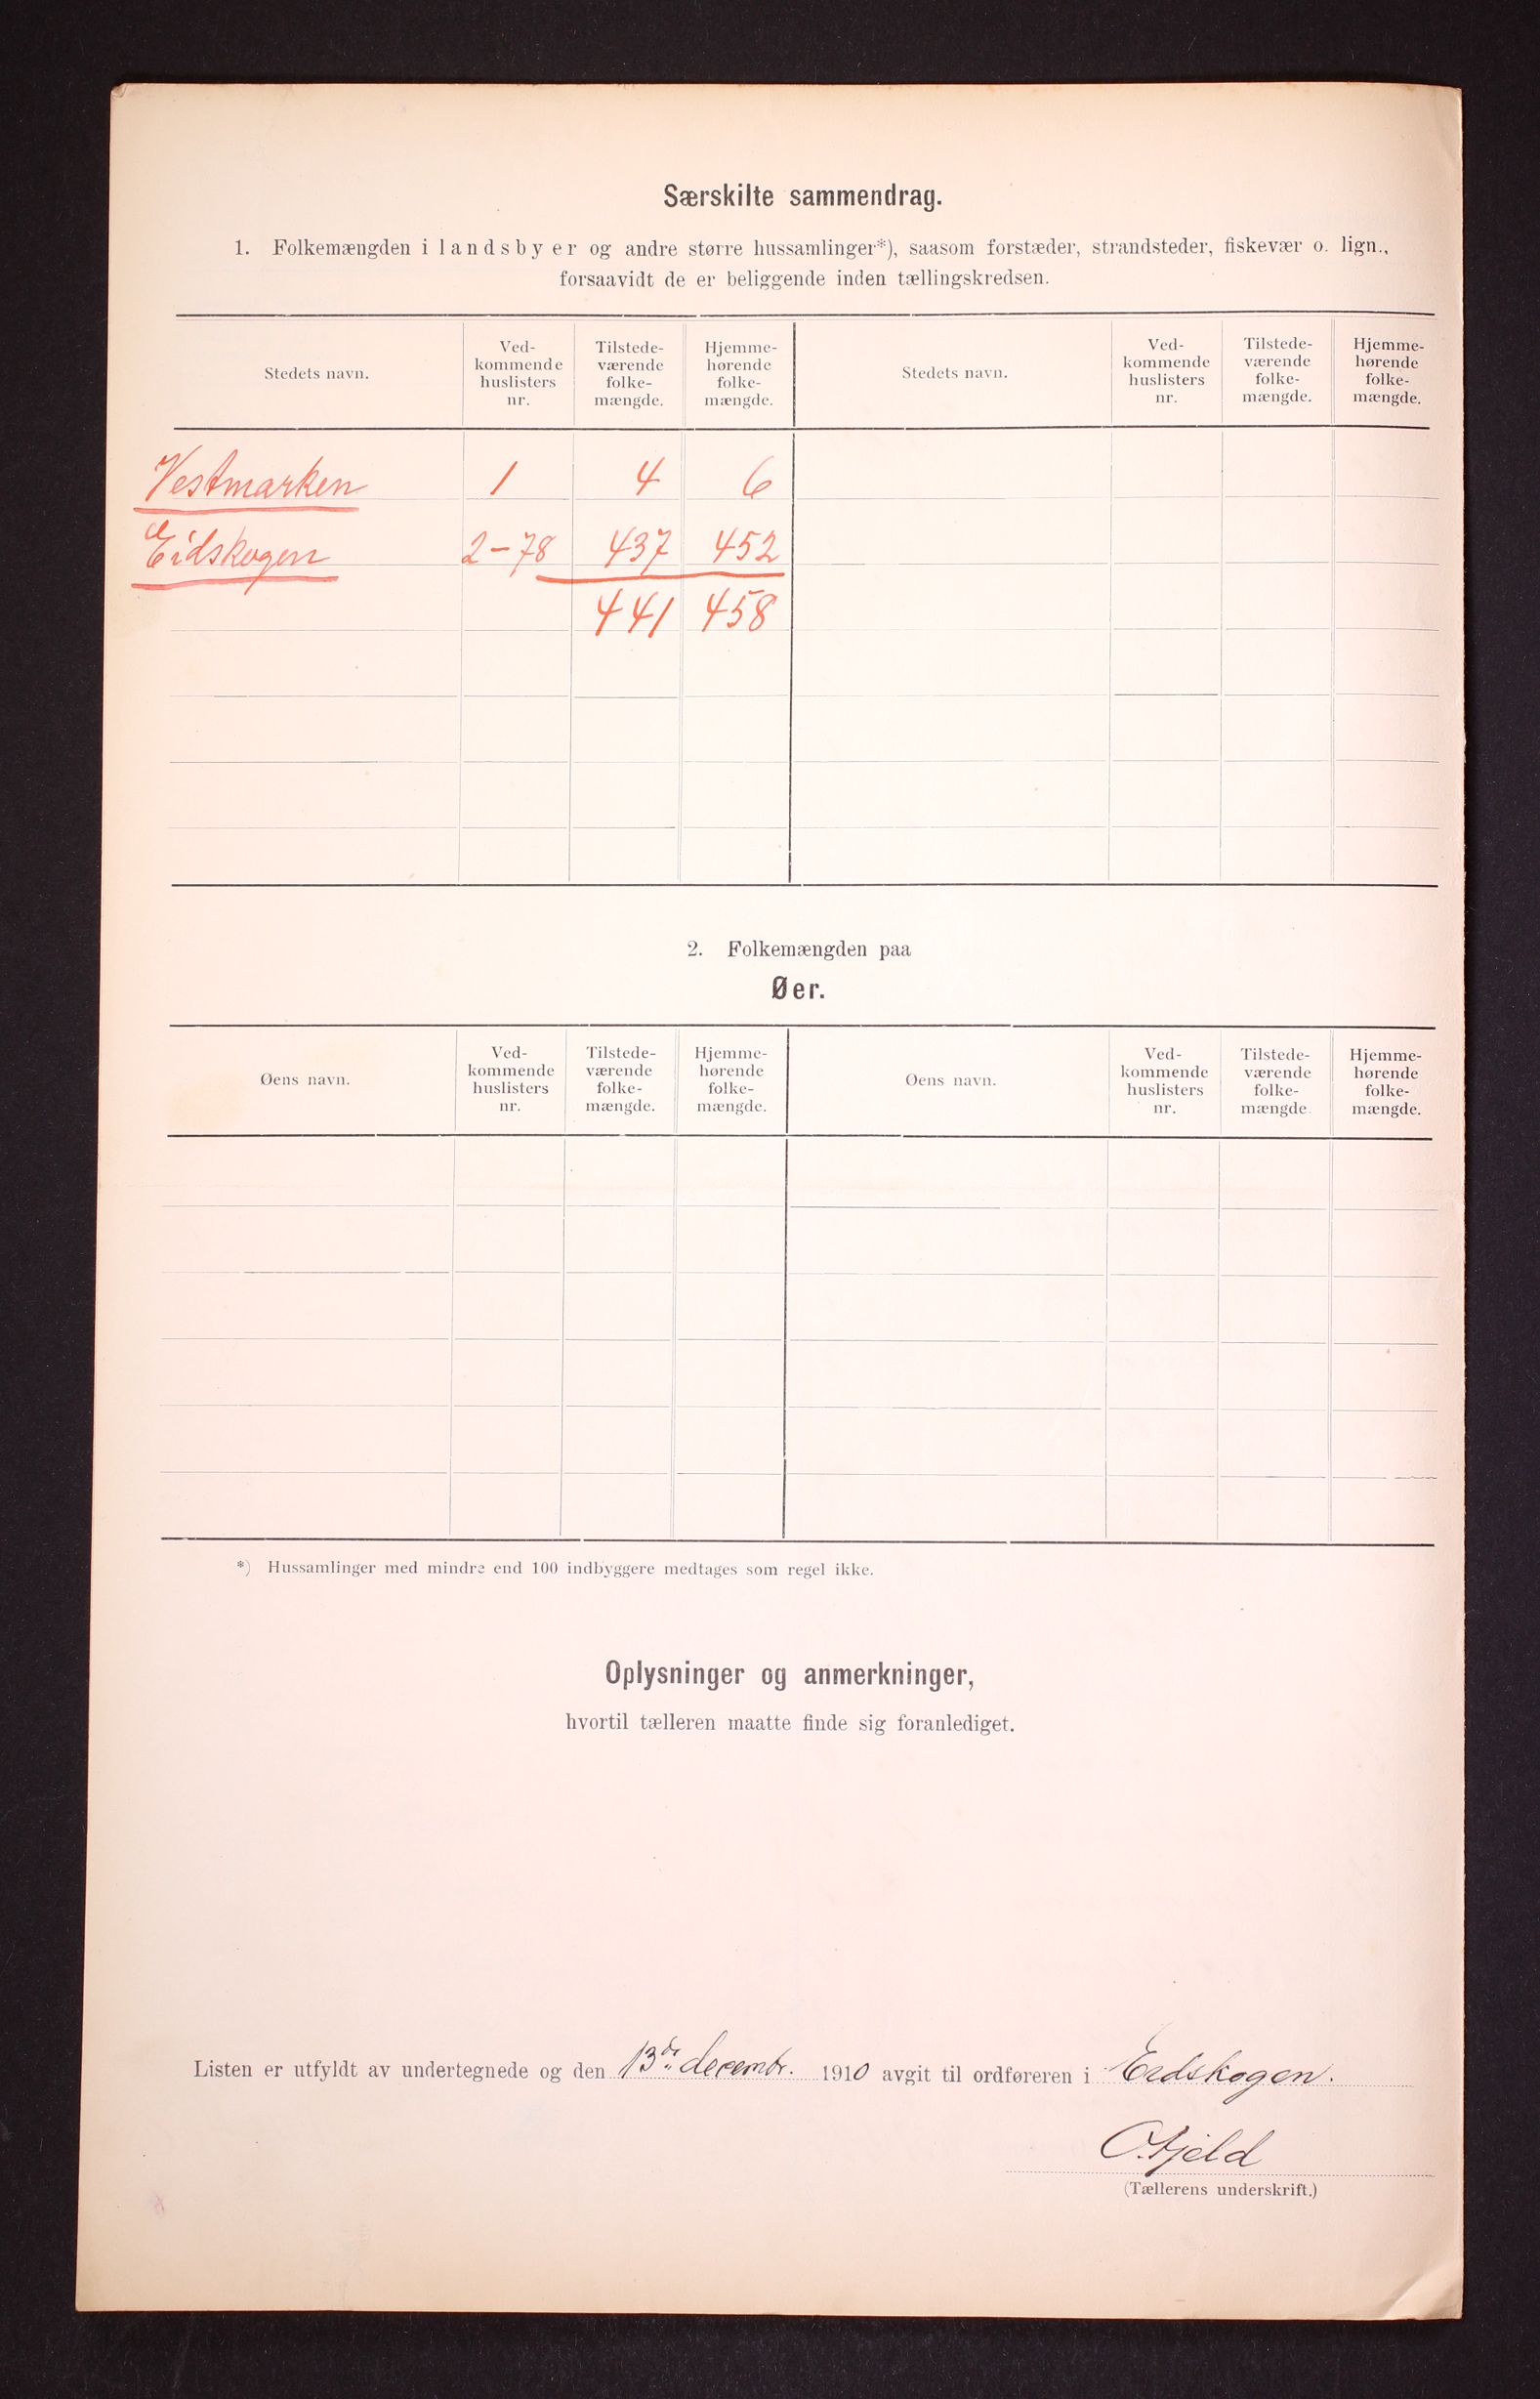 Særskilte sammendrag.
1. Folkemængden i landsbyer og andre større hussamlinger*), saasom forstæder, strandsteder, fiskevær o. lign.,
forsaavidt de er beliggende inden tællingskredsen.
Stedets navn. Ved-kommende huslisters nr. Tilstede-værende folke-mængde. Hjemme-hørende folke-mængde. Stedets navn. Ved-kommende huslisters nr. Tilstede-værende folke-mængde. Hjemme-hørende folke-mængde.
Vestmarken 1 4 6
Eidskogen 2-78 437 452
441 458
2. Folkemængden paa
Øer.
Øens navn. Ved-kommende huslisters nr. Tilstede-værende folke-mængde. Hjemme-hørende folke-mængde. Øens navn. Ved-kommende huslisters nr. Tilstede-værende folke-mængde Hjemme-hørende folke-mængde.
*) Hussamlinger med mindre end 100 indbyggere medtages som regel ikke.
Oplysninger og anmerkninger,
hvortil tælleren maatte finde sig foranlediget.
Listen er utfyldt av undertegnede og den 13de decembr. 1910 avgit til ordføreren i Eidskogen.
O. Fjeld
(Tællerens underskrift.)